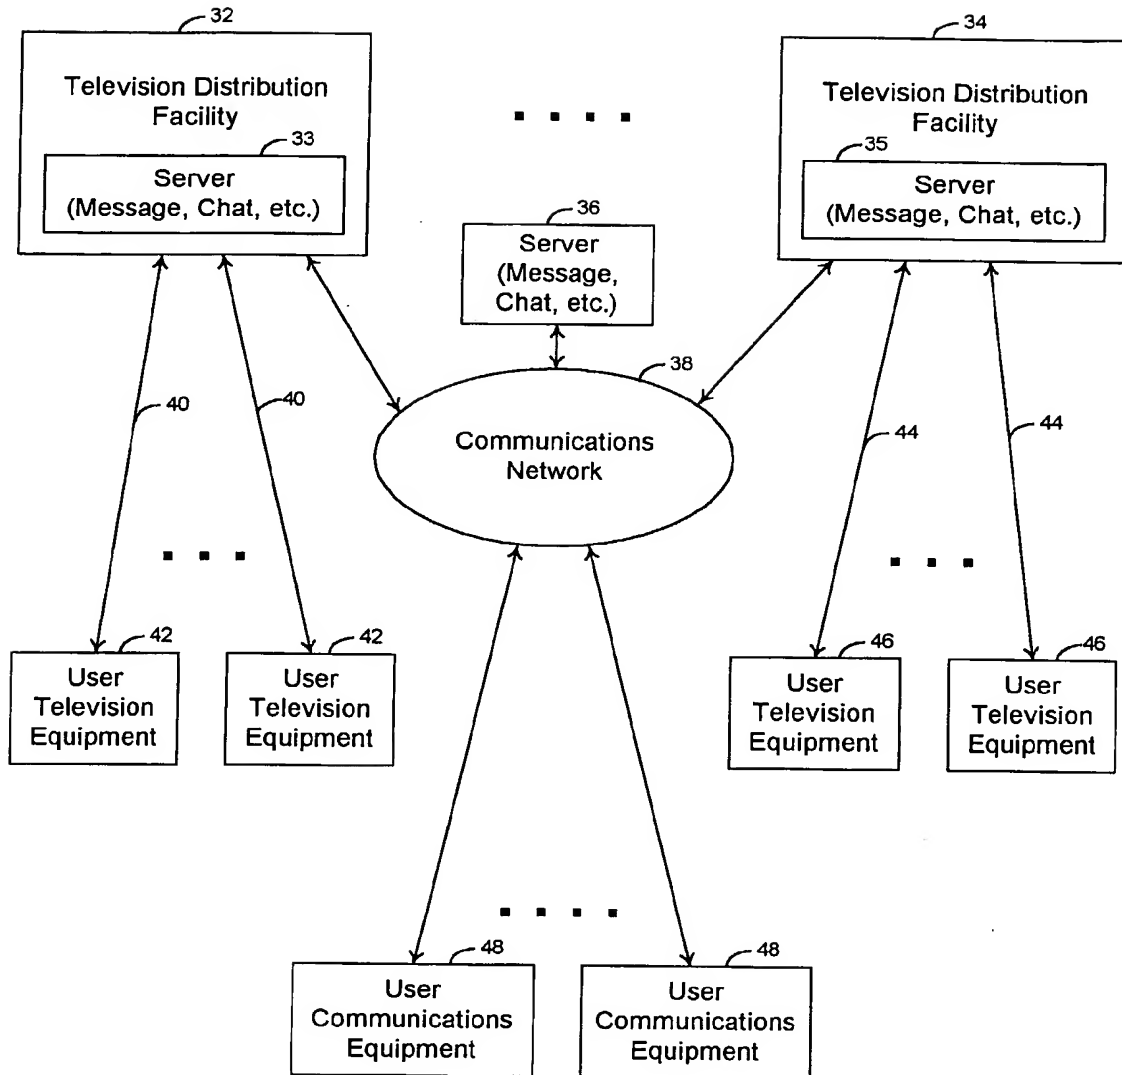 32
34
Television Distribution
Facility
33
Server
(Message, Chat, etc.)
Television Distribution
Facility
35
Server
(Message, Chat, etc.)
36
Server
(Message,
Chat, etc.)
38
Communications
Network
40
40
44
44
42
User
Television
Equipment
42
User
Television
Equipment
46
User
Television
Equipment
46
User
Television
Equipment
48
User
Communications
Equipment
48
User
Communications
Equipment